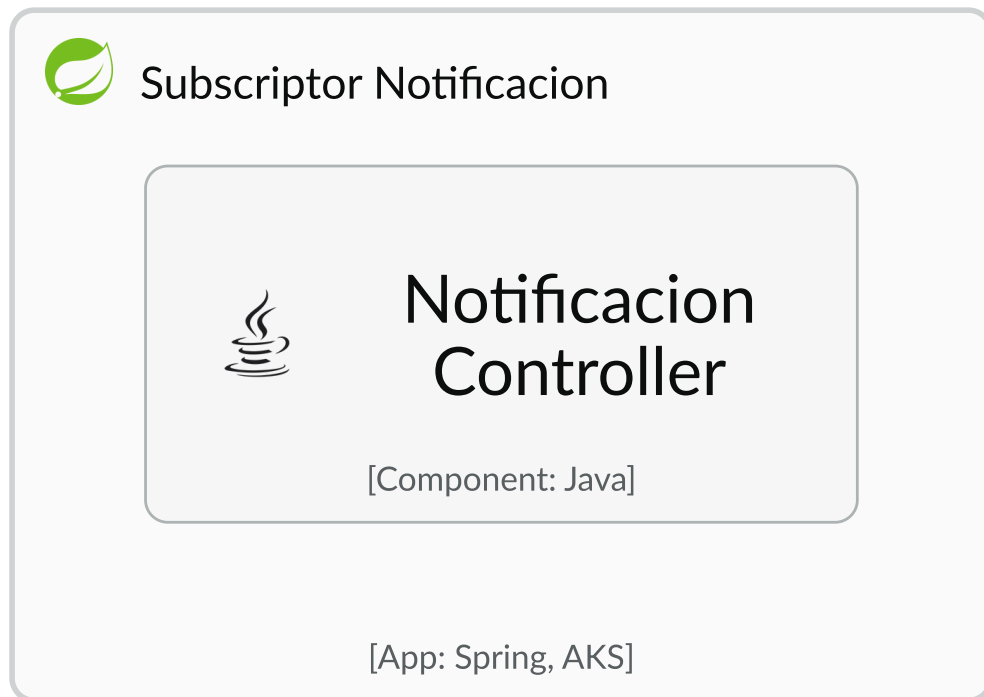 Subscriptor Notificacion
Notificacion
Controller
[Component: Java]
[App: Spring, AKS]